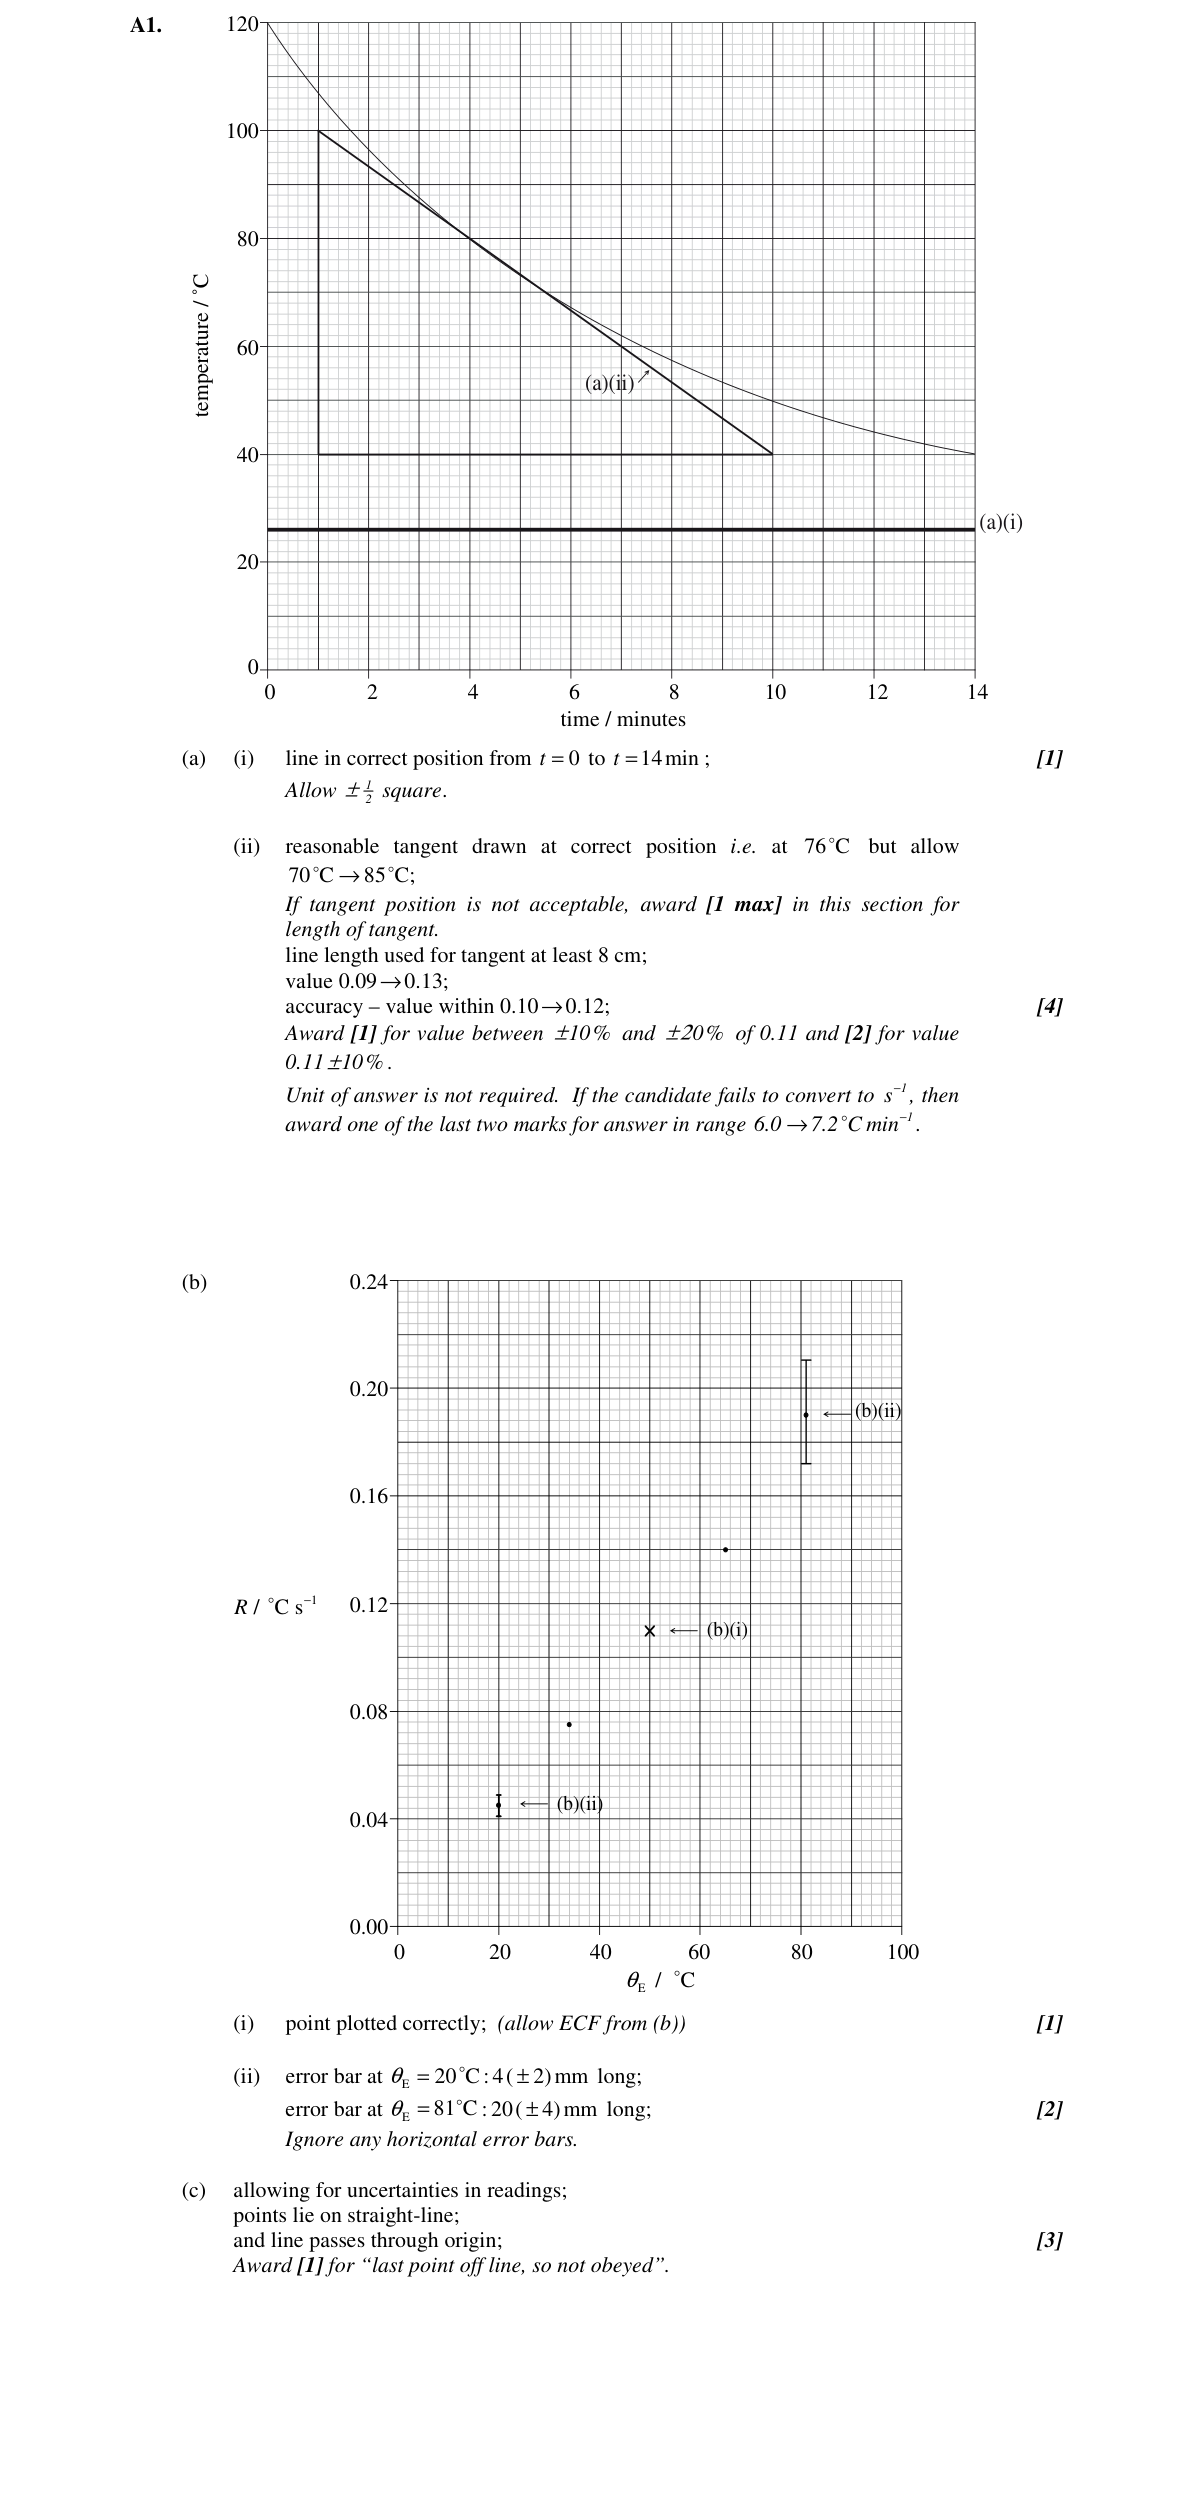 A1.
120
100
80
60
40
20
0
temperature / °C
(a)(ii)
(a)(i)
0 2 4 6 8 10 12 14
time / minutes
(a) (i) line in correct position from t = 0 to t = 14 min ; [1]
Allow ± 1/2 square.
(ii) reasonable tangent drawn at correct position i.e. at 76°C but allow
70°C → 85°C;
If tangent position is not acceptable, award [1 max] in this section for
length of tangent.
line length used for tangent at least 8 cm;
value 0.09 → 0.13;
accuracy – value within 0.10 → 0.12; [4]
Award [1] for value between ±10% and ±20% of 0.11 and [2] for value
0.11 ±10% .
Unit of answer is not required. If the candidate fails to convert to s⁻¹, then
award one of the last two marks for answer in range 6.0 → 7.2°C min⁻¹ .
(b)
0.24
0.20
(b)(ii)
0.16
R / °C s⁻¹ 0.12
(b)(i)
0.08
(b)(ii)
0.04
0.00
0 20 40 60 80 100
θE / °C
(i) point plotted correctly; (allow ECF from (b)) [1]
(ii) error bar at θE = 20°C : 4 (± 2) mm long;
error bar at θE = 81°C : 20 (± 4) mm long; [2]
Ignore any horizontal error bars.
(c) allowing for uncertainties in readings;
points lie on straight-line;
and line passes through origin; [3]
Award [1] for “last point off line, so not obeyed”.